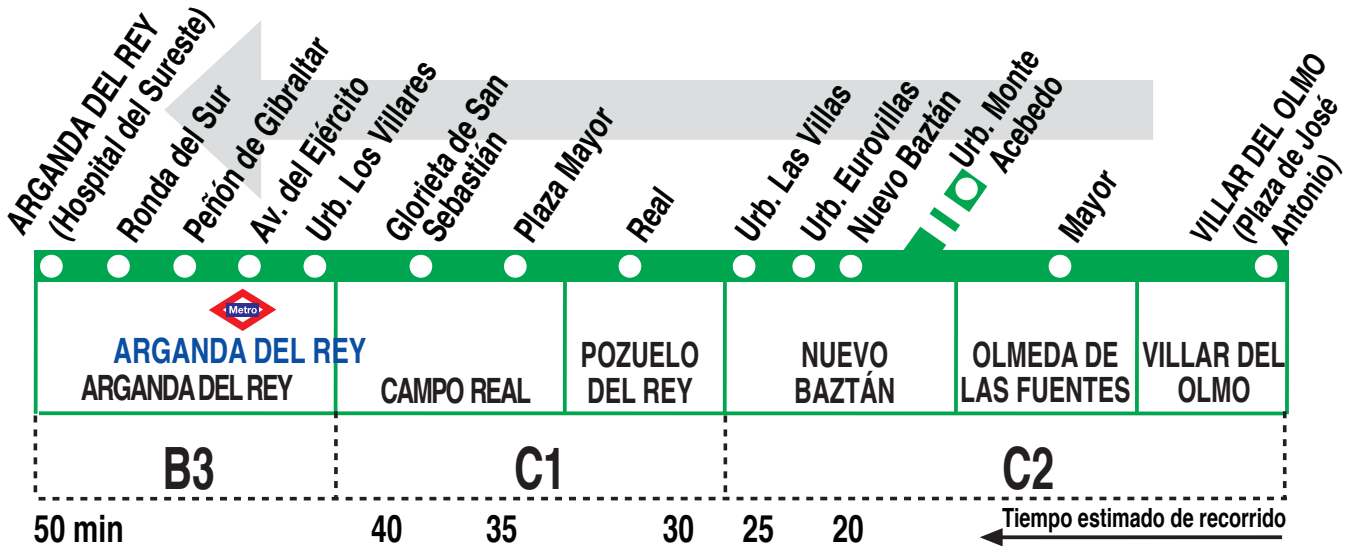 ARGANDA DEL REY
(Hospital del Sureste)
Ronda del Sur
Peñón de Gibraltar
Av. del Ejército
Urb. Los Villares
Glorieta de San
Sebastián
Plaza Mayor
Real
Urb. Las Villas
Urb. Eurovillas
Nuevo Baztán
Urb. Monte
Acebedo
Mayor
VILLAR DEL OLMO
(Plaza de José
Antonio)
Metro
ARGANDA DEL REY
ARGANDA DEL REY
CAMPO REAL
POZUELO
DEL REY
NUEVO
BAZTÁN
OLMEDA DE
LAS FUENTES
VILLAR DEL
OLMO
B3
C1
C2
50 min
40
35
30
25
20
Tiempo estimado de recorrido